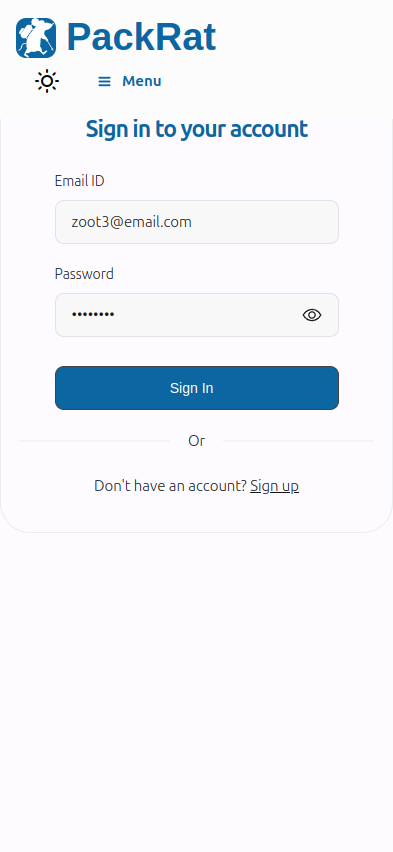 PackRat
Menu
Sign in to your account
Email ID
zoot3@email.com
Password
••••••••
Sign In
Or
Don't have an account? Sign up